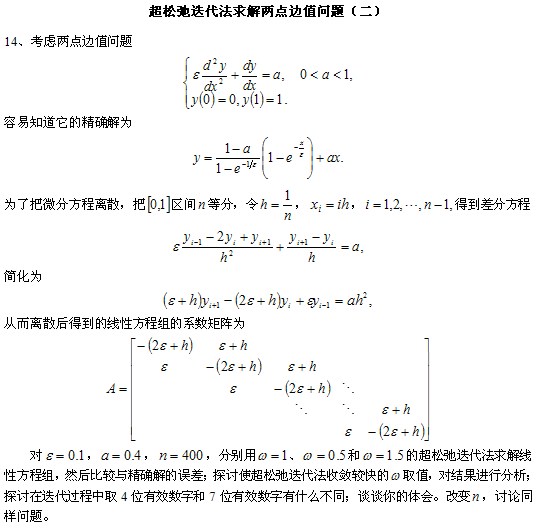 超松弛迭代法求解两点边值问题（二）
14、考虑两点边值问题
\begin{cases} \varepsilon \frac{d^2 y}{dx^2} + \frac{dy}{dx} = a, \quad 0 < a < 1, \\ y(0) = 0, y(1) = 1. \end{cases}
容易知道它的精确解为
y = \frac{1-a}{1-e^{-1/\varepsilon}} \left( 1 - e^{-\frac{x}{\varepsilon}} \right) + ax.
为了把微分方程离散，把[0,1]区间 n 等分，令 h = \frac{1}{n}， x_i = ih， i = 1,2,\cdots,n-1, 得到差分方程
\varepsilon \frac{y_{i-1} - 2y_i + y_{i+1}}{h^2} + \frac{y_{i+1} - y_i}{h} = a,
简化为
(\varepsilon + h)y_{i+1} - (2\varepsilon + h)y_i + \varepsilon y_{i-1} = ah^2,
从而离散后得到的线性方程组的系数矩阵为
A = \begin{bmatrix} -(2\varepsilon + h) & \varepsilon + h & & & \\ \varepsilon & -(2\varepsilon + h) & \varepsilon + h & & \\ & \varepsilon & -(2\varepsilon + h) & \ddots & \\ & & \ddots & \ddots & \varepsilon + h \\ & & & \varepsilon & -(2\varepsilon + h) \end{bmatrix}
对 ε = 0.1， a = 0.4， n = 400，分别用 ω = 1、 ω = 0.5 和 ω = 1.5 的超松弛迭代法求解线
性方程组，然后比较与精确解的误差；探讨使超松弛迭代法收敛较快的 ω 取值，对结果进行分析；
探讨在迭代过程中取 4 位有效数字和 7 位有效数字有什么不同；谈谈你的体会。改变 n，讨论同
样问题。